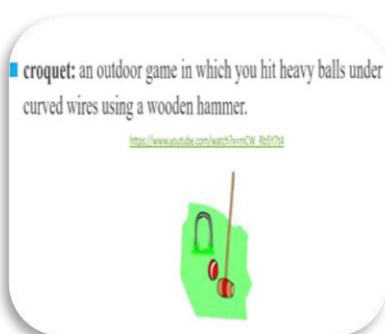 croquet: an outdoor game in which you hit heavy balls under
curved wires using a wooden hammer.